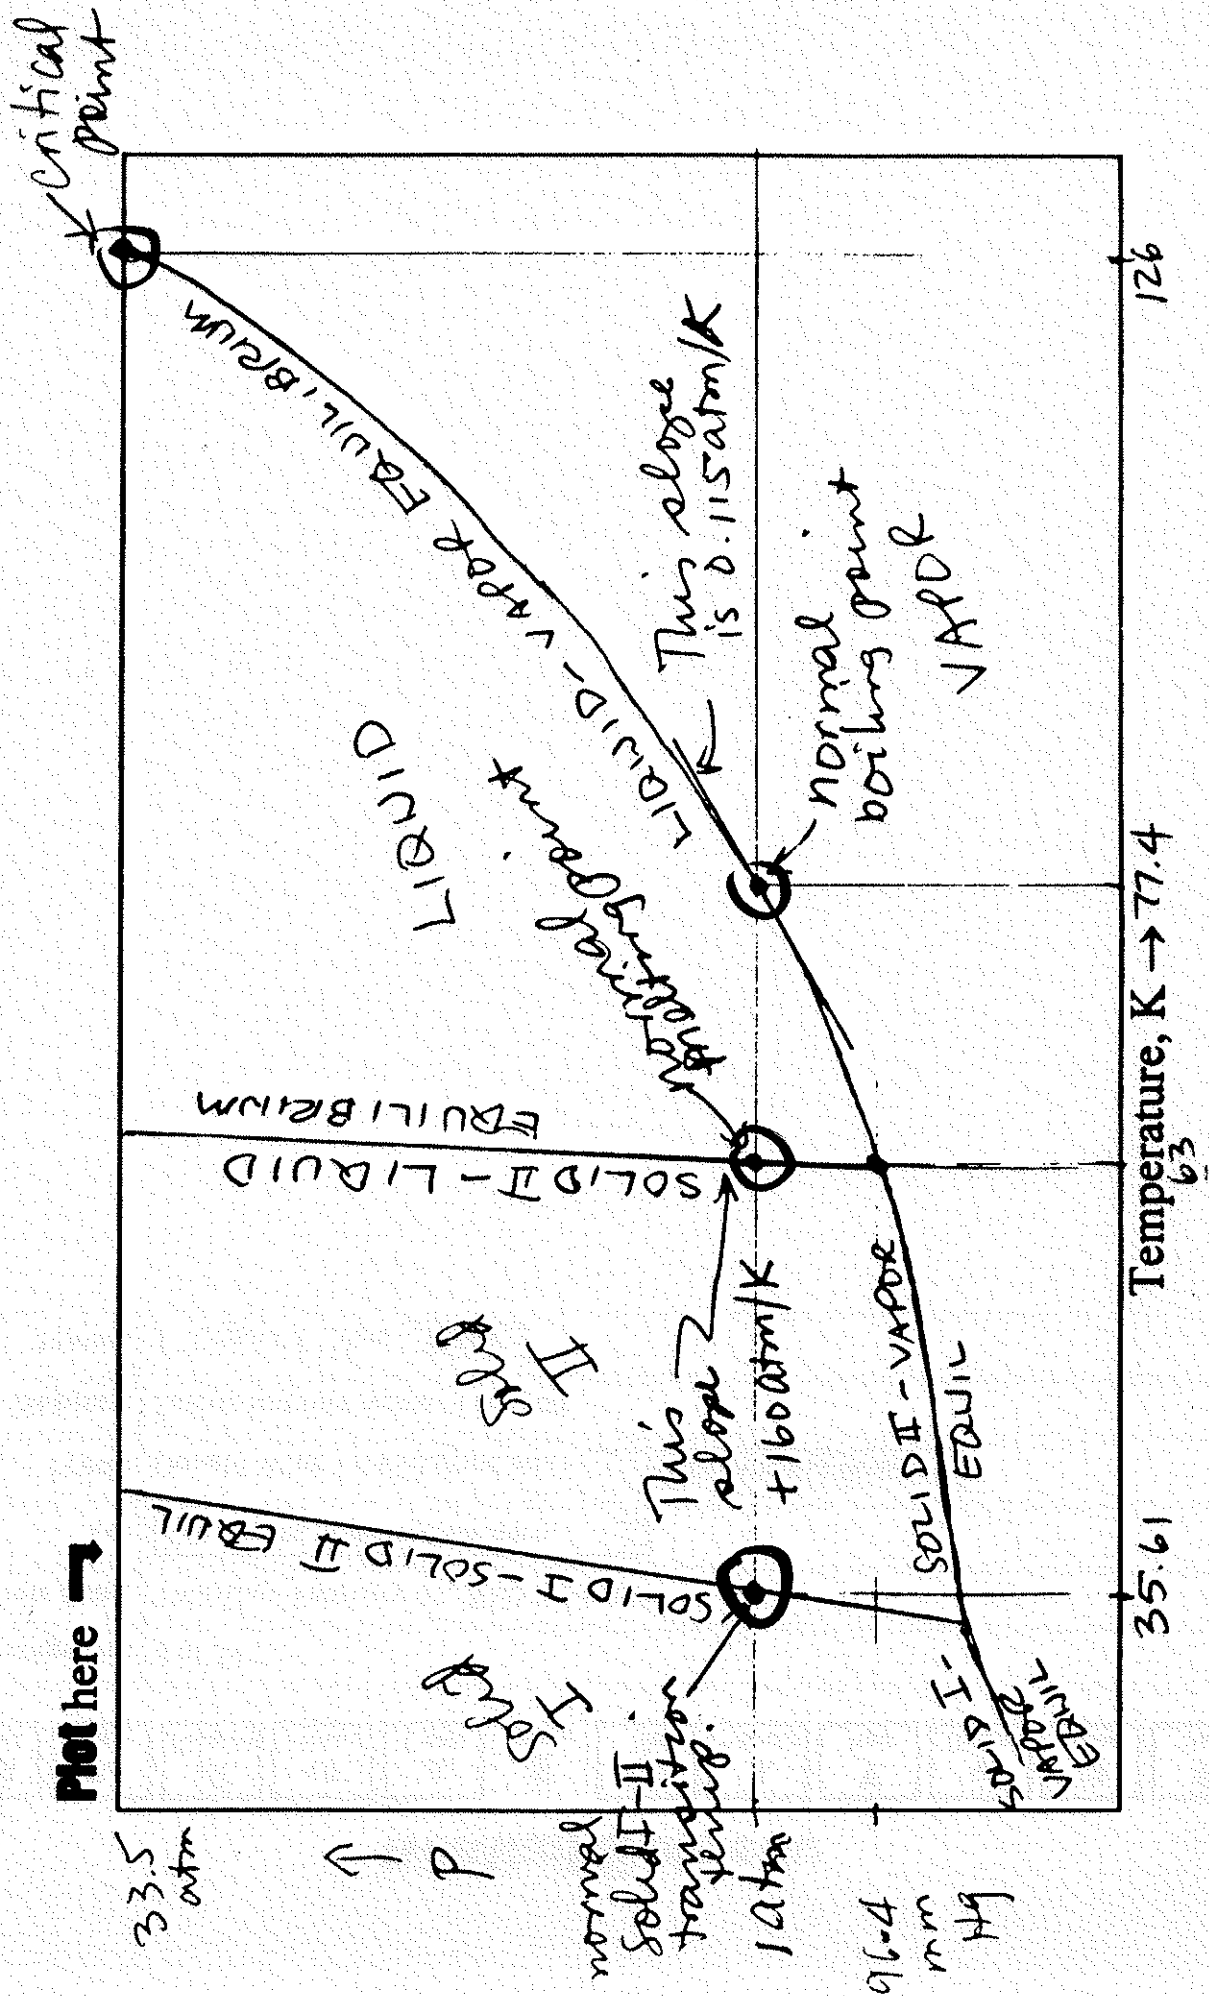 Plot here
critical
point
33.5
atm
P
LIQUID
LIQUID-VAPOR EQUILIBRIUM
SOLID II-LIQUID
EQUILIBRIUM
normal
melting point
This slope
is 0.115 atm/K
Solid
I
Solid
II
SOLID I-SOLID II EQUIL
normal
solid I-II
transition
temp.
This
slope
+160 atm/K
1 atm
normal
boiling point
VAPOR
96.4
mm
Hg
SOLID II-VAPOR
EQUIL
SOLID I-
VAPOR
EQUIL
35.61
63
Temperature, K → 77.4
126